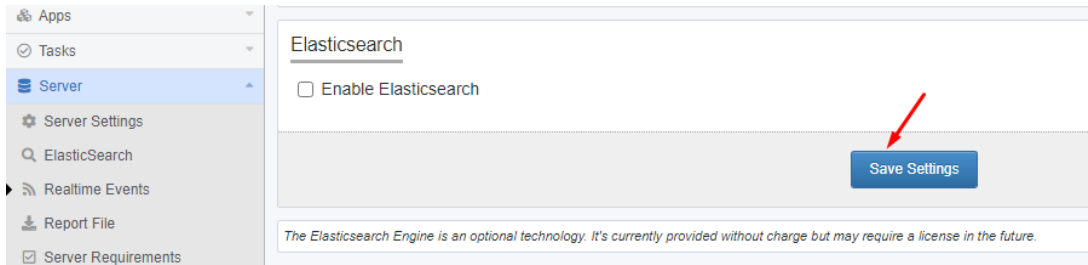 Apps
Tasks
Server
Server Settings
ElasticSearch
Realtime Events
Report File
Server Requirements
Elasticsearch
Enable Elasticsearch
Save Settings
The Elasticsearch Engine is an optional technology. It's currently provided without charge but may require a license in the future.